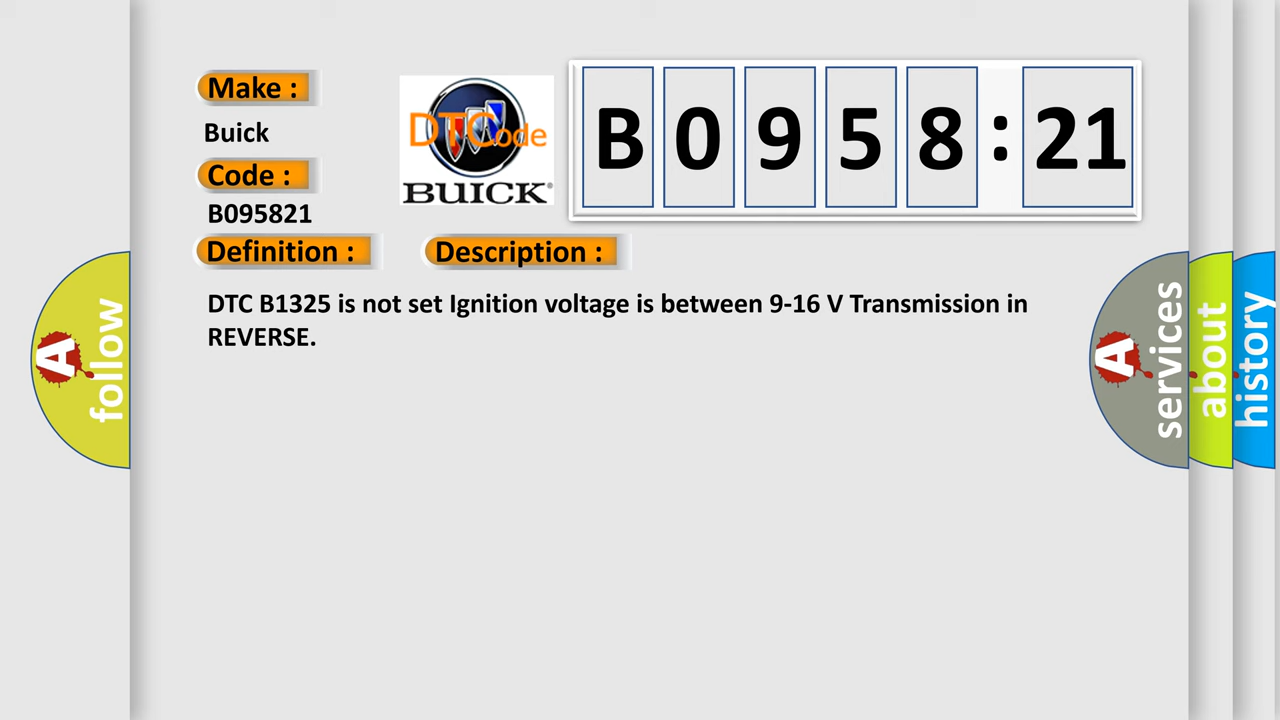 Make :
Buick
Code :
B095821
Definition :
Description :
DTC B1325 is not set Ignition voltage is between 9-16 V Transmission in
REVERSE.
DTCode
BUICK®
B 0 9 5 8 : 21
A follow
A services
about
history